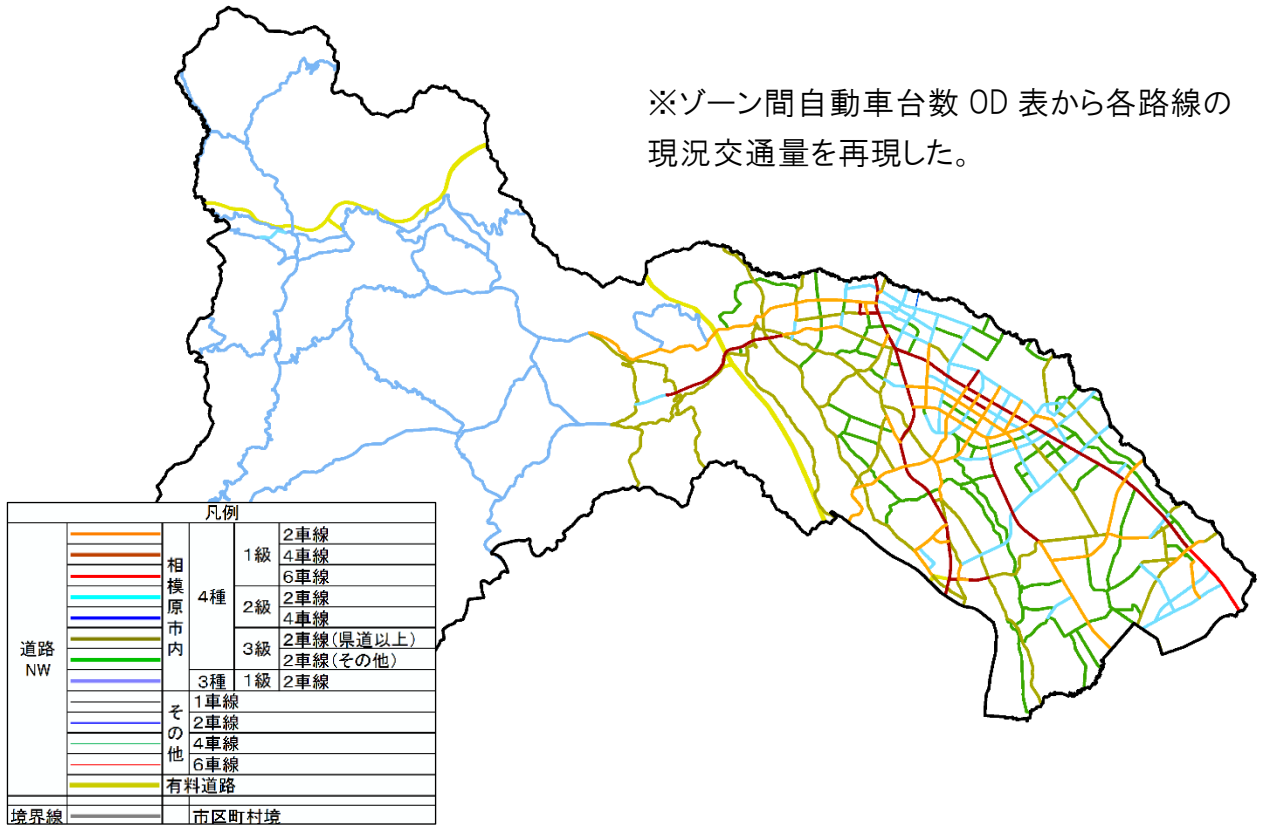 ※ゾーン間自動車台数 OD 表から各路線の
現況交通量を再現した。
凡例
道路NW
相模原市内
4種
1級
2車線
4車線
6車線
2級
2車線
4車線
3級
2車線(県道以上)
2車線(その他)
3種
1級
2車線
その他
1車線
2車線
4車線
6車線
有料道路
境界線
市区町村境